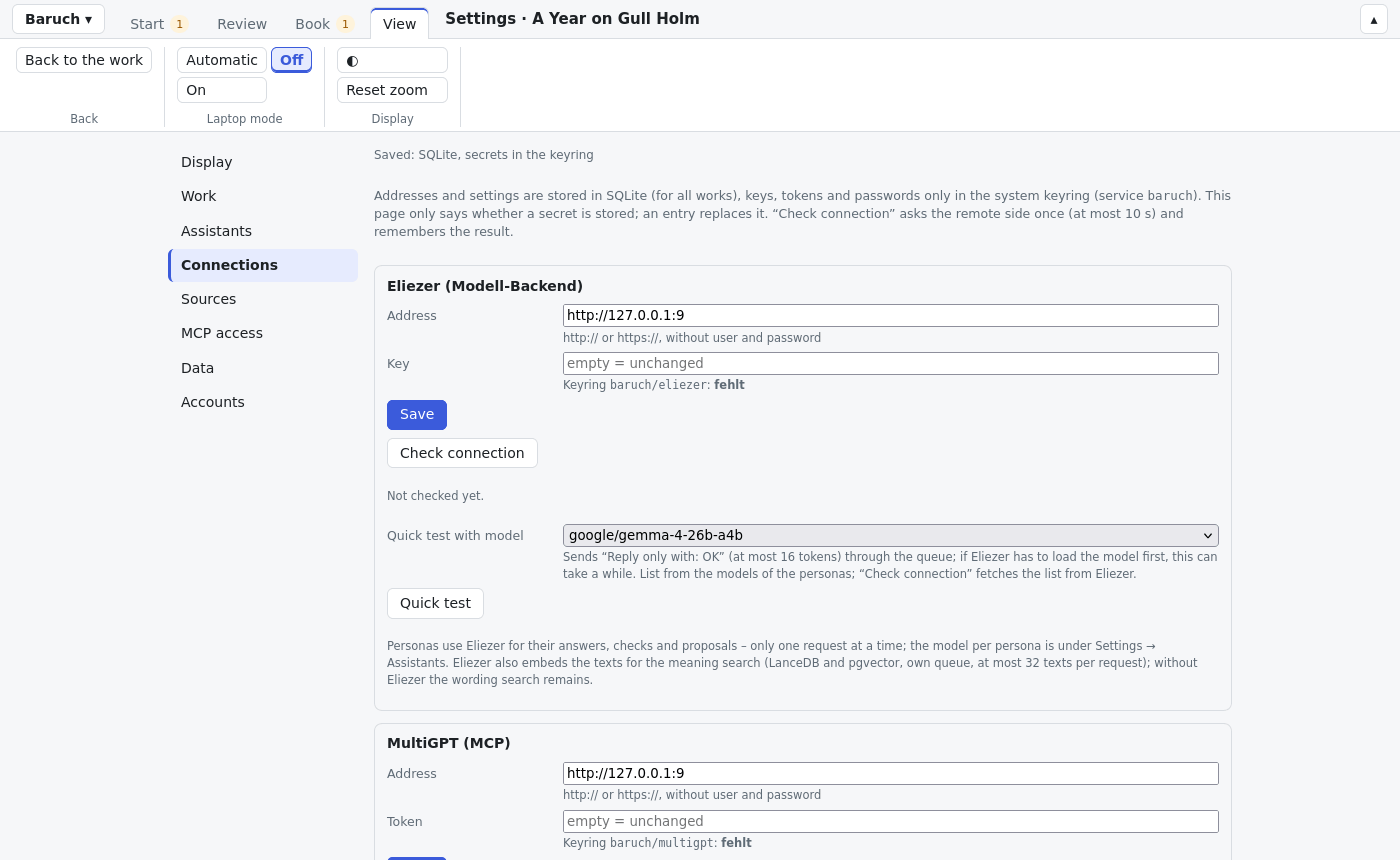 Baruch ▾
Start 1
Review
Book 1
View
Settings · A Year on Gull Holm
▴
Back to the work
Back
Automatic
Off
On
Laptop mode
◐
Reset zoom
Display
Display
Work
Assistants
Connections
Sources
MCP access
Data
Accounts
Saved: SQLite, secrets in the keyring
Addresses and settings are stored in SQLite (for all works), keys, tokens and passwords only in the system keyring (service baruch). This
page only says whether a secret is stored; an entry replaces it. “Check connection” asks the remote side once (at most 10 s) and
remembers the result.
Eliezer (Modell-Backend)
Address
http://127.0.0.1:9
http:// or https://, without user and password
Key
empty = unchanged
Keyring baruch/eliezer: fehlt
Save
Check connection
Not checked yet.
Quick test with model
google/gemma-4-26b-a4b
Sends “Reply only with: OK” (at most 16 tokens) through the queue; if Eliezer has to load the model first, this can
take a while. List from the models of the personas; “Check connection” fetches the list from Eliezer.
Quick test
Personas use Eliezer for their answers, checks and proposals – only one request at a time; the model per persona is under Settings →
Assistants. Eliezer also embeds the texts for the meaning search (LanceDB and pgvector, own queue, at most 32 texts per request); without
Eliezer the wording search remains.
MultiGPT (MCP)
Address
http://127.0.0.1:9
http:// or https://, without user and password
Token
empty = unchanged
Keyring baruch/multigpt: fehlt